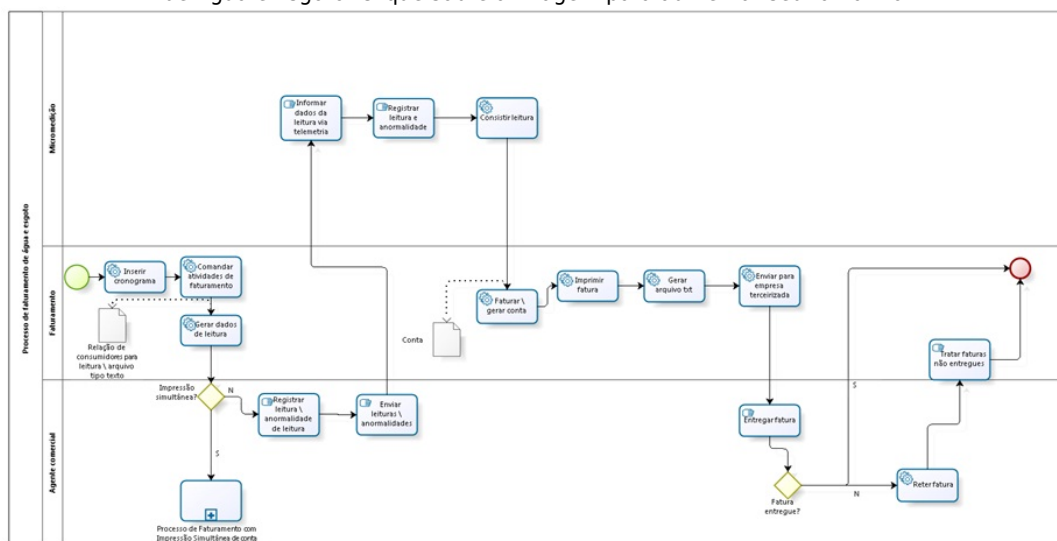 Processo de faturamento de água e esgoto
Micromedição
Informar
dados da
leitura via
telemetria
Registrar
leitura e
anormalidade
Consistir leitura
Faturamento
Inserir
cronograma
Comandar
atividades de
faturamento
Gerar dados
de leitura
Relação de
consumidores para
leitura \ arquivo
tipo texto
Conta
Faturar \
gerar conta
Imprimir
fatura
Gerar
arquivo txt
Enviar para
empresa
terceirizada
Tratar faturas
não entregues
Agente comercial
Impressão
simultânea?
N
S
Registrar
leitura \
anormalidade
de leitura
Enviar
leituras \
anormalidades
Processo de Faturamento com
Impressão Simultânea de conta
Entregar fatura
Fatura
entregue?
S
N
Reter fatura